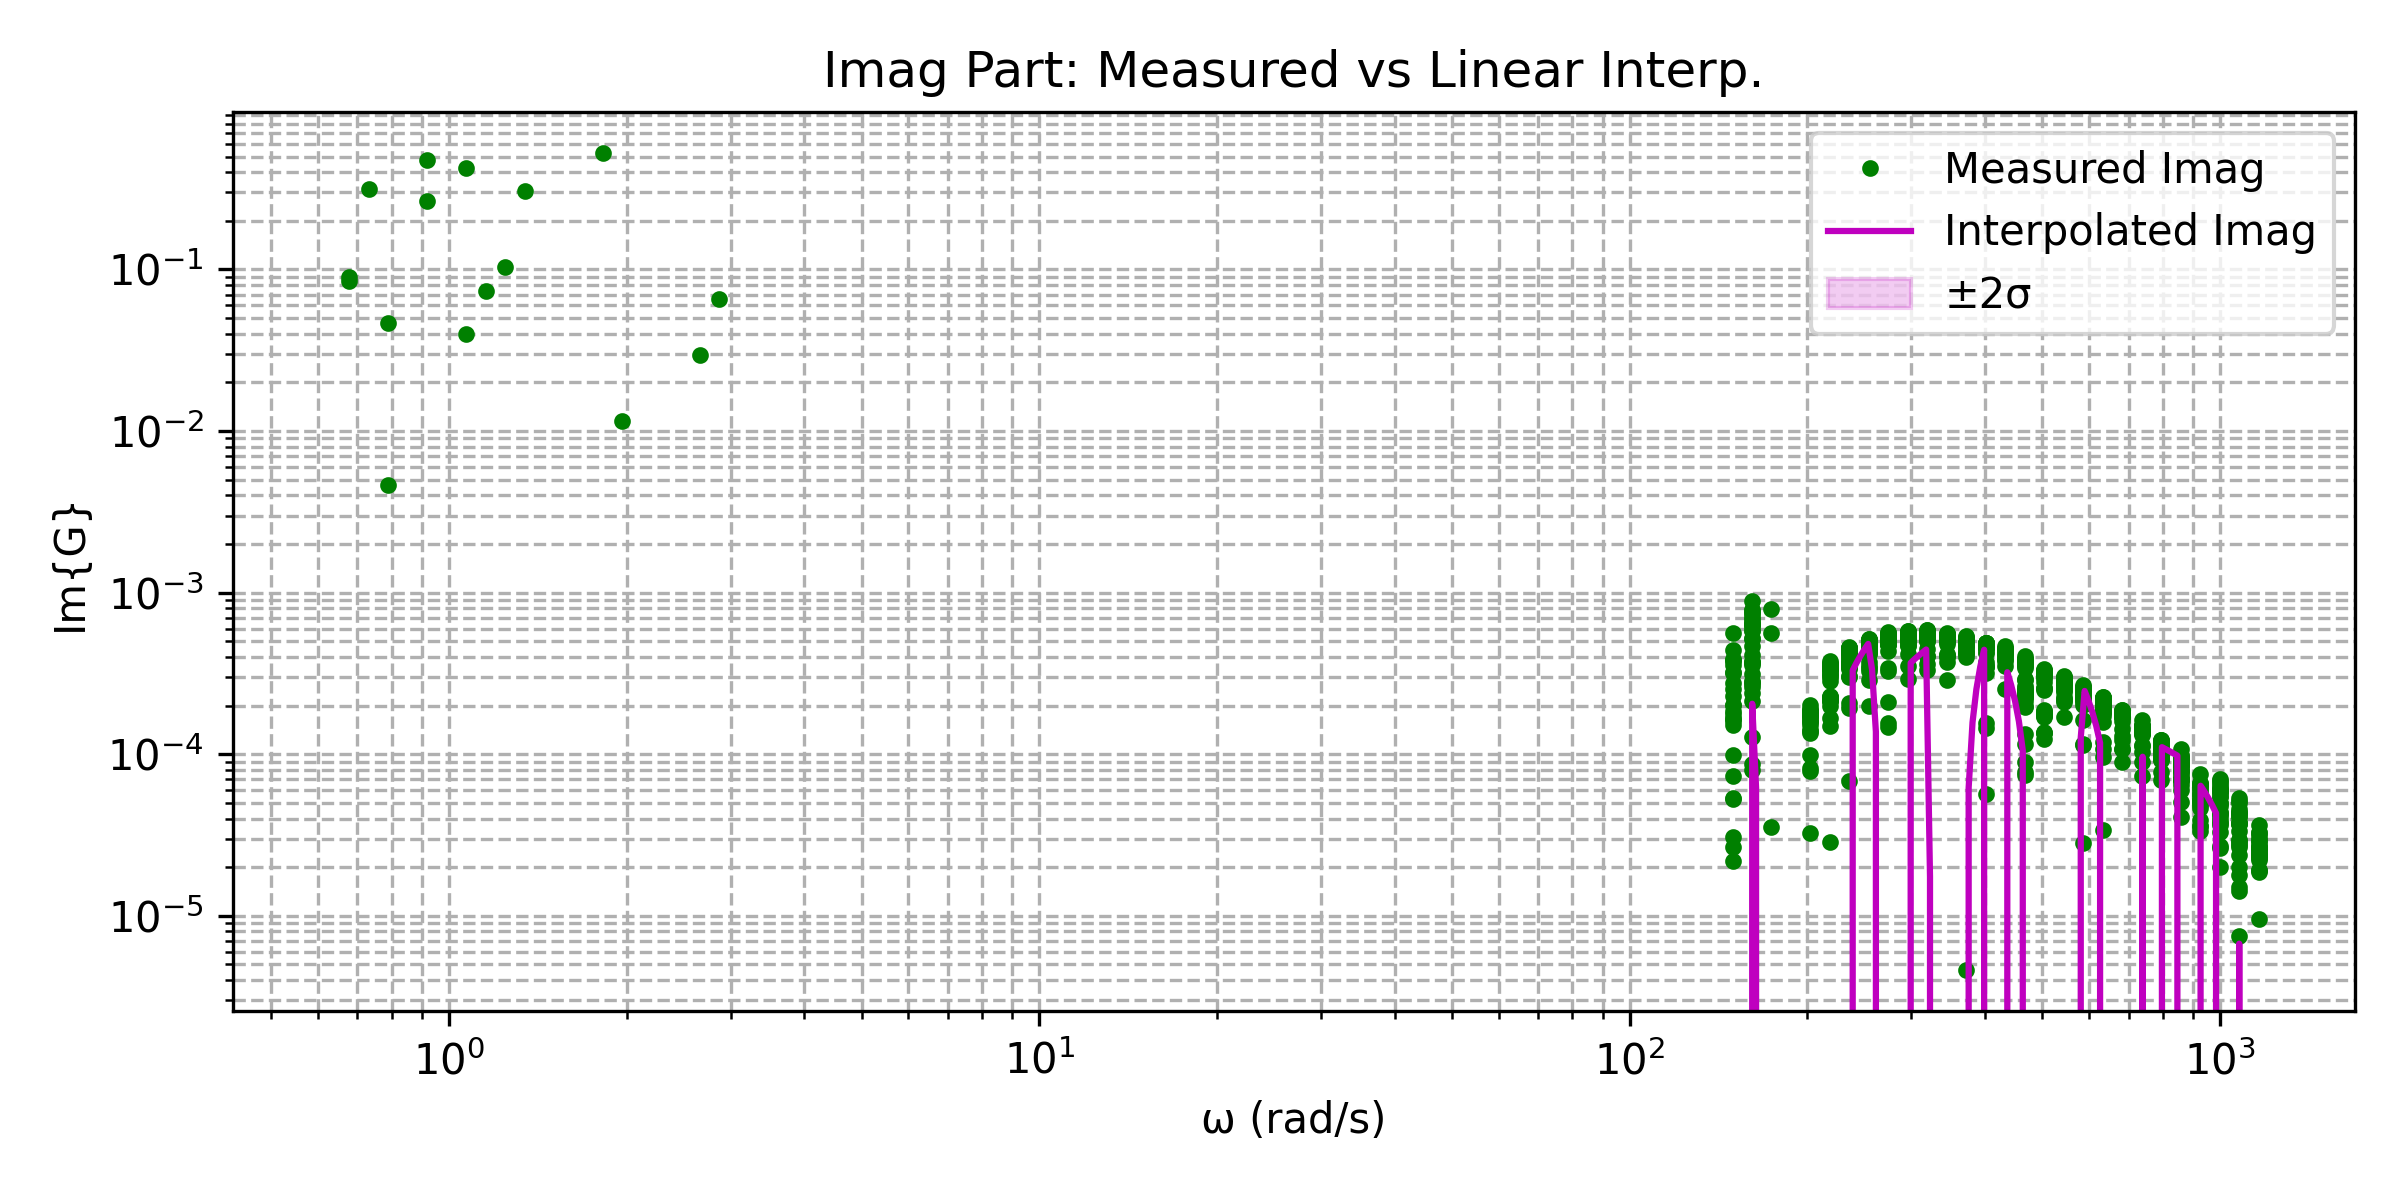 Imag Part: Measured vs Linear Interp.
Measured Imag
Interpolated Imag
±2σ
Im{G}
10⁻¹
10⁻²
10⁻³
10⁻⁴
10⁻⁵
10⁰ 10¹ 10² 10³
ω (rad/s)